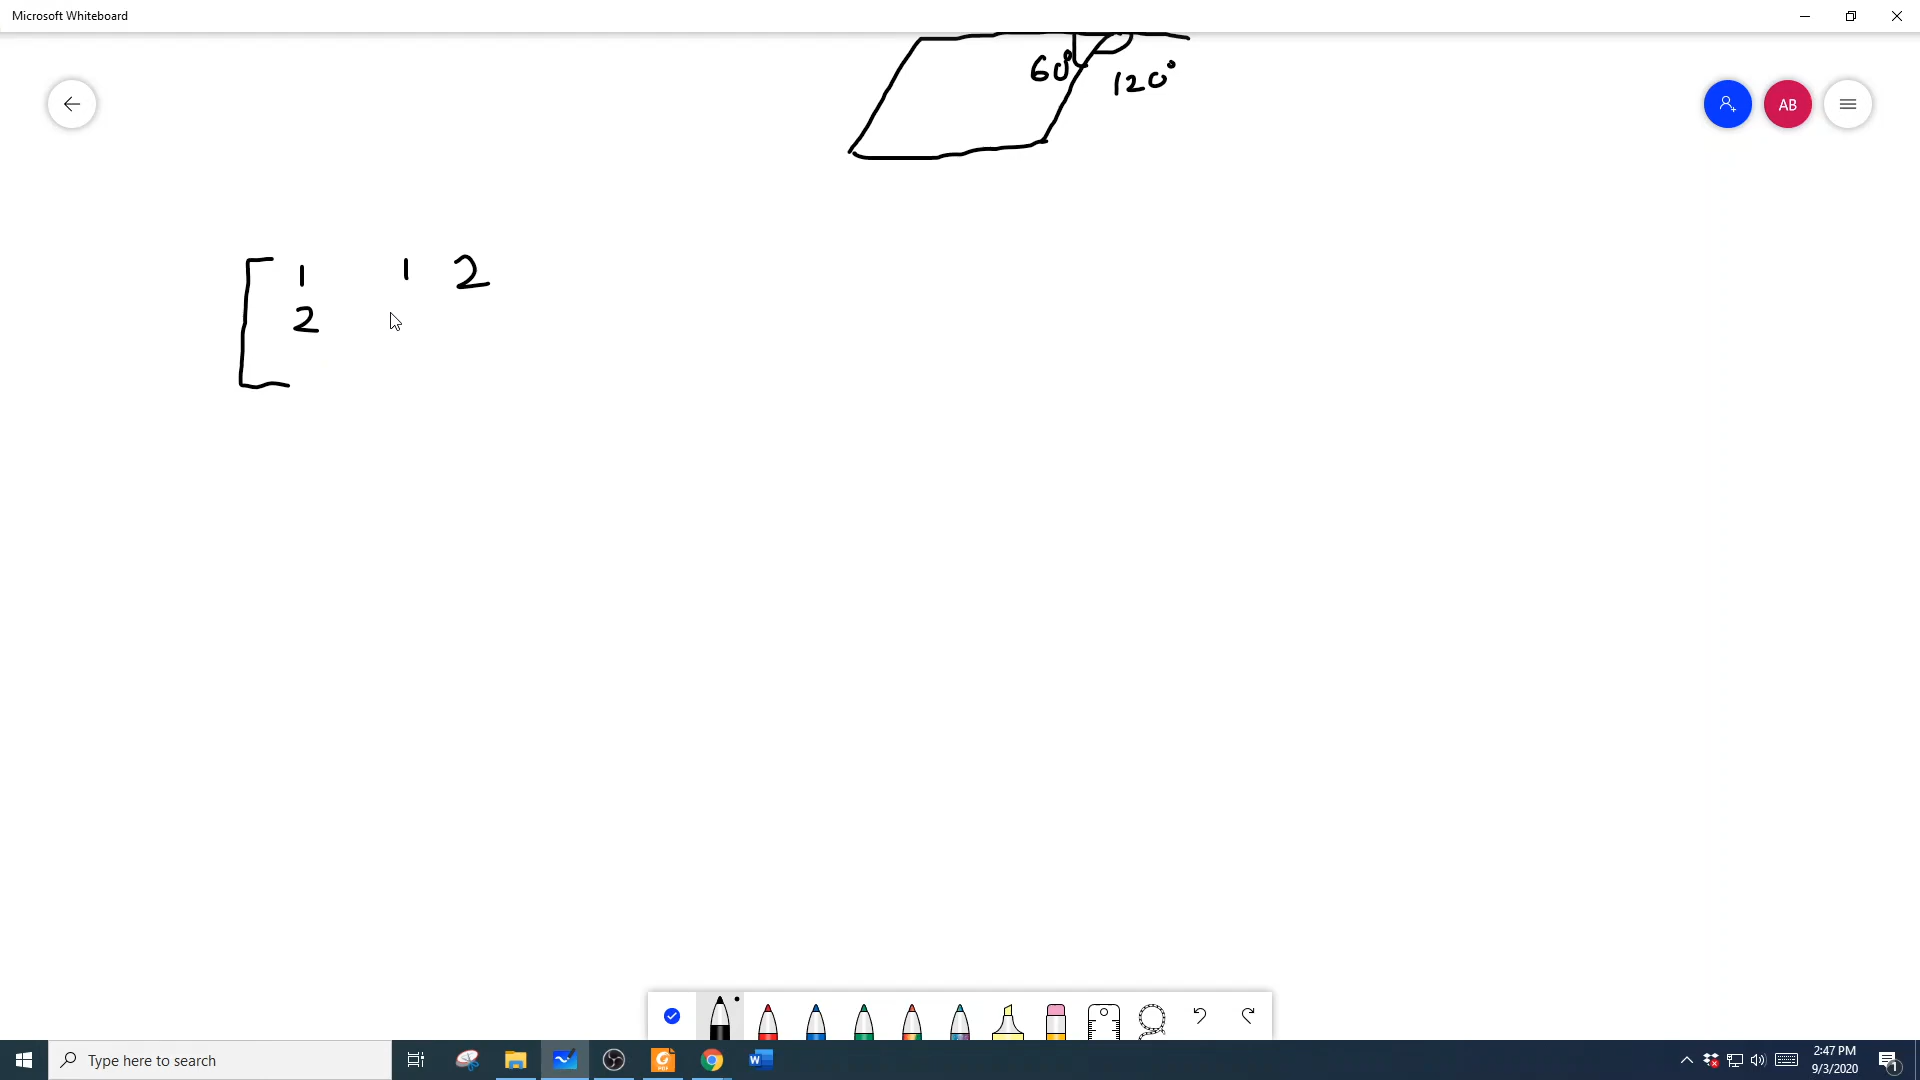 Microsoft Whiteboard
60° 120°
AB
1 1 2
2
Type here to search
2:47 PM
9/3/2020
1